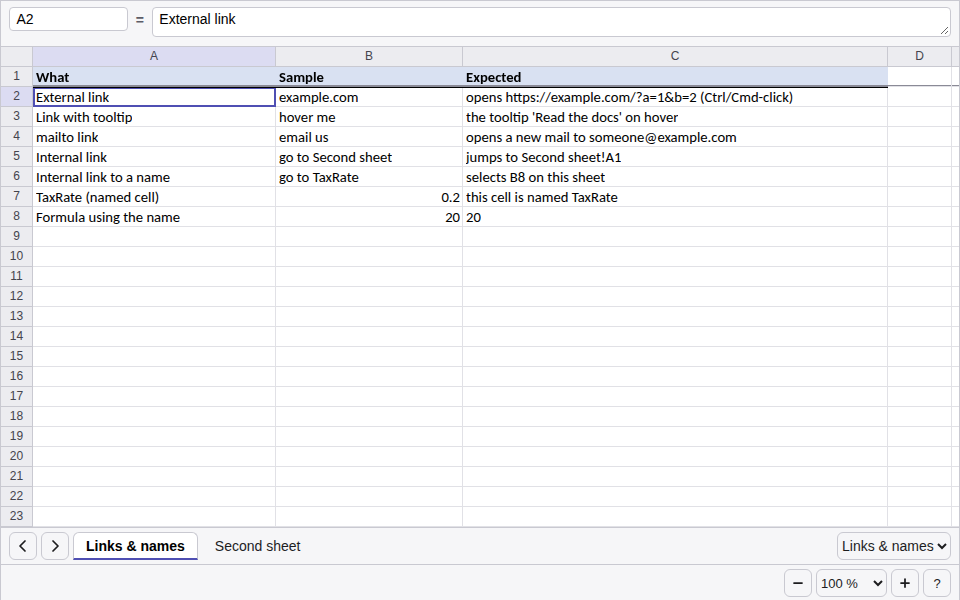 A2 = External link
A B C D
1 What Sample Expected
2 External link example.com opens https://example.com/?a=1&b=2 (Ctrl/Cmd-click)
3 Link with tooltip hover me the tooltip 'Read the docs' on hover
4 mailto link email us opens a new mail to someone@example.com
5 Internal link go to Second sheet jumps to Second sheet!A1
6 Internal link to a name go to TaxRate selects B8 on this sheet
7 TaxRate (named cell) 0.2 this cell is named TaxRate
8 Formula using the name 20 20
9
10
11
12
13
14
15
16
17
18
19
20
21
22
23
Links & names Second sheet Links & names
− 100 % + ?